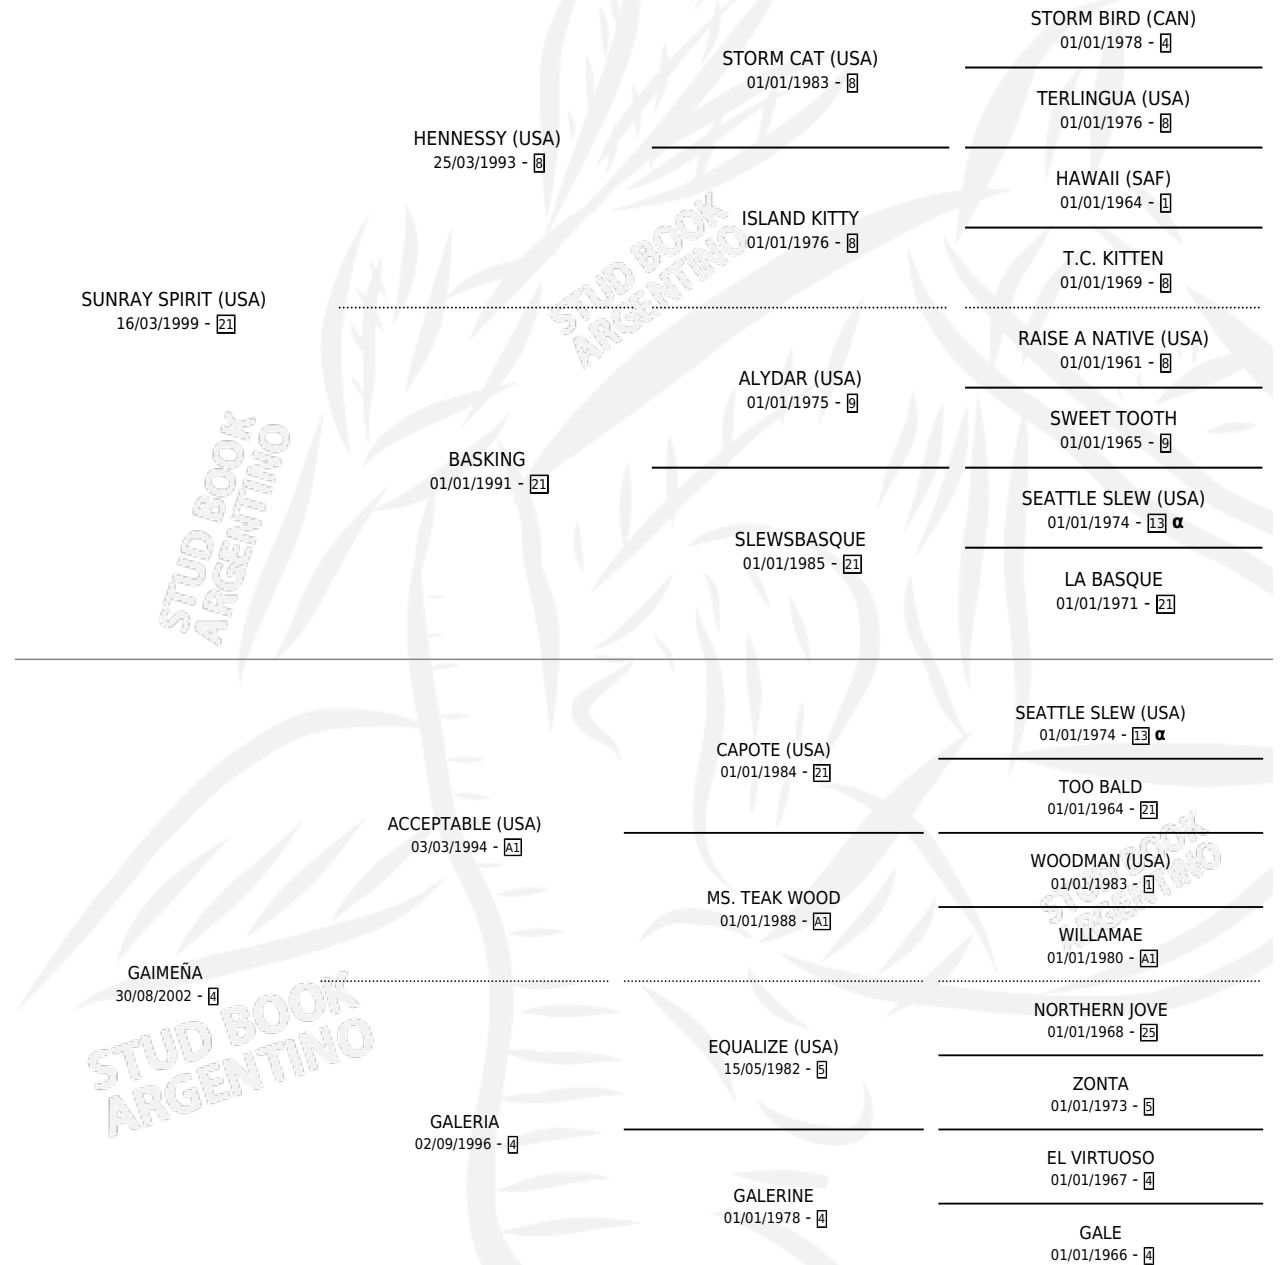 STORM BIRD (CAN)
01/01/1978 - 4
STORM CAT (USA)
01/01/1983 - 8
TERLINGUA (USA)
01/01/1976 - 8
HENNESSY (USA)
25/03/1993 - 8
HAWAII (SAF)
01/01/1964 - 1
ISLAND KITTY
01/01/1976 - 8
T.C. KITTEN
01/01/1969 - 8
SUNRAY SPIRIT (USA)
16/03/1999 - 21
RAISE A NATIVE (USA)
01/01/1961 - 8
ALYDAR (USA)
01/01/1975 - 9
SWEET TOOTH
01/01/1965 - 9
BASKING
01/01/1991 - 21
SEATTLE SLEW (USA)
01/01/1974 - 13 α
SLEWSBASQUE
01/01/1985 - 21
LA BASQUE
01/01/1971 - 21
SEATTLE SLEW (USA)
01/01/1974 - 13 α
CAPOTE (USA)
01/01/1984 - 21
TOO BALD
01/01/1964 - 21
ACCEPTABLE (USA)
03/03/1994 - A1
WOODMAN (USA)
01/01/1983 - 1
MS. TEAK WOOD
01/01/1988 - A1
WILLAMAE
01/01/1980 - A1
GAIMEÑA
30/08/2002 - 4
NORTHERN JOVE
01/01/1968 - 25
EQUALIZE (USA)
15/05/1982 - 5
ZONTA
01/01/1973 - 5
GALERIA
02/09/1996 - 4
EL VIRTUOSO
01/01/1967 - 4
GALERINE
01/01/1978 - 4
GALE
01/01/1966 - 4
STUD BOOK
ARGENTINO
STUD BOOK
ARGENTINO
STUD BOOK
ARGENTINO
STUD BOOK
ARGENTINO